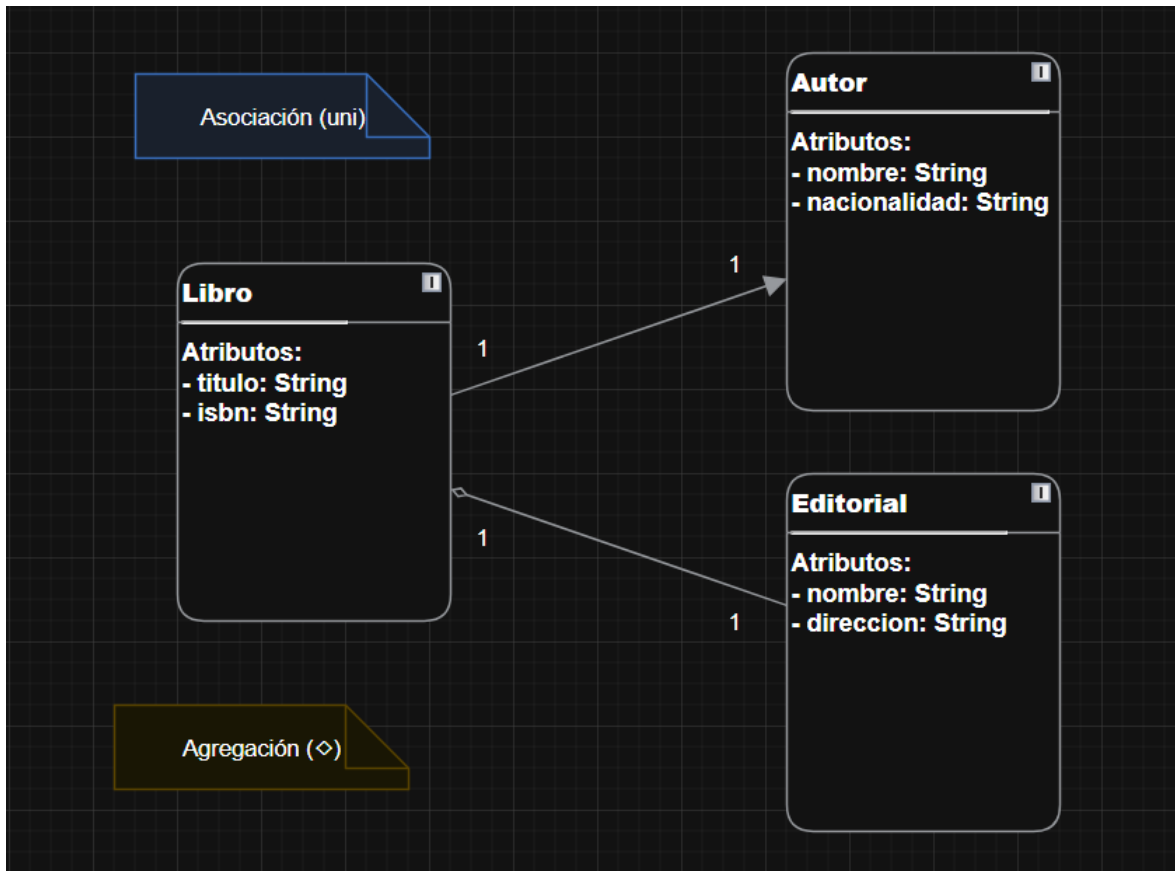 Asociación (uni)
Autor
Atributos:
- nombre: String
- nacionalidad: String
1
Libro
Atributos:
- titulo: String
- isbn: String
1
1
1
Editorial
Atributos:
- nombre: String
- direccion: String
Agregación (◇)